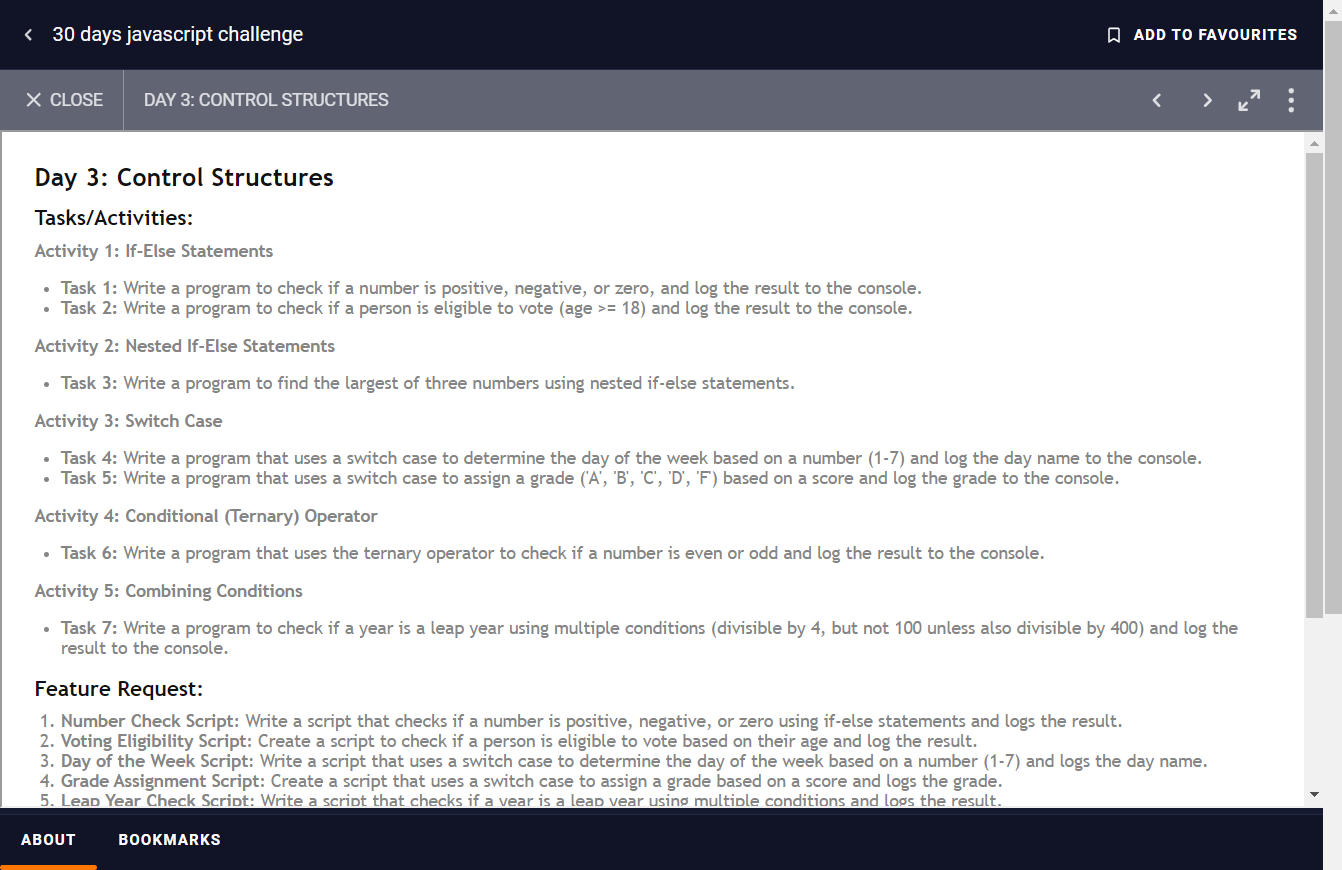 30 days javascript challenge
ADD TO FAVOURITES
CLOSE
DAY 3: CONTROL STRUCTURES
Day 3: Control Structures
Tasks/Activities:
Activity 1: If-Else Statements
• Task 1: Write a program to check if a number is positive, negative, or zero, and log the result to the console.
• Task 2: Write a program to check if a person is eligible to vote (age >= 18) and log the result to the console.
Activity 2: Nested If-Else Statements
• Task 3: Write a program to find the largest of three numbers using nested if-else statements.
Activity 3: Switch Case
• Task 4: Write a program that uses a switch case to determine the day of the week based on a number (1-7) and log the day name to the console.
• Task 5: Write a program that uses a switch case to assign a grade ('A', 'B', 'C', 'D', 'F') based on a score and log the grade to the console.
Activity 4: Conditional (Ternary) Operator
• Task 6: Write a program that uses the ternary operator to check if a number is even or odd and log the result to the console.
Activity 5: Combining Conditions
• Task 7: Write a program to check if a year is a leap year using multiple conditions (divisible by 4, but not 100 unless also divisible by 400) and log the
result to the console.
Feature Request:
1. Number Check Script: Write a script that checks if a number is positive, negative, or zero using if-else statements and logs the result.
2. Voting Eligibility Script: Create a script to check if a person is eligible to vote based on their age and log the result.
3. Day of the Week Script: Write a script that uses a switch case to determine the day of the week based on a number (1-7) and logs the day name.
4. Grade Assignment Script: Create a script that uses a switch case to assign a grade based on a score and logs the grade.
5. Leap Year Check Script: Write a script that checks if a year is a leap year using multiple conditions and logs the result.
ABOUT
BOOKMARKS